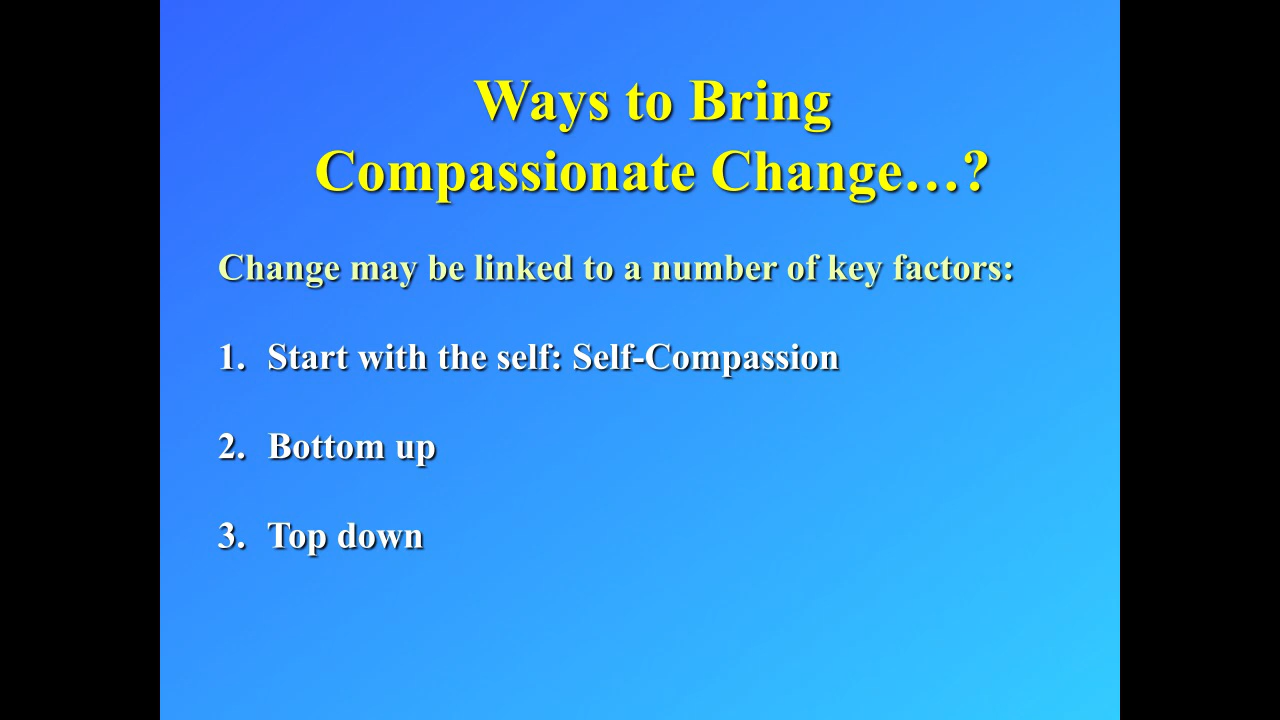 Ways to Bring
Compassionate Change…?
Change may be linked to a number of key factors:
1. Start with the self: Self-Compassion
2. Bottom up
3. Top down